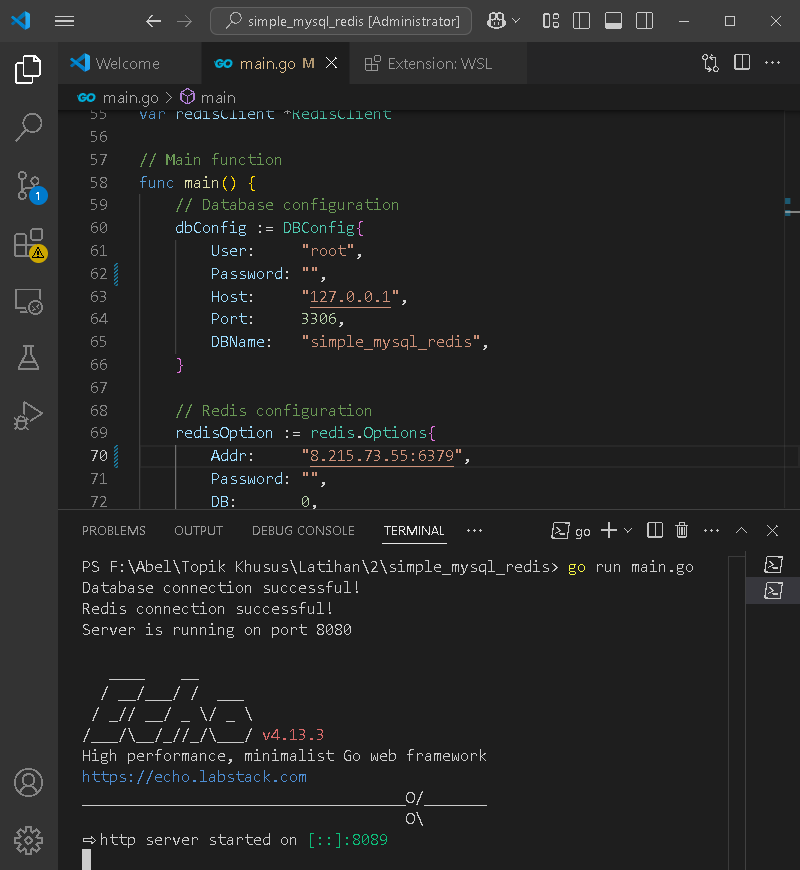 simple_mysql_redis [Administrator]
Welcome
main.go M
Extension: WSL
main.go > main
1
55 var redisClient *RedisClient
56
57 // Main function
58 func main() {
59 // Database configuration
60 dbConfig := DBConfig{
61 User: "root",
62 Password: "",
63 Host: "127.0.0.1",
64 Port: 3306,
65 DBName: "simple_mysql_redis",
66 }
67
68 // Redis configuration
69 redisOption := redis.Options{
70 Addr: "8.215.73.55:6379",
71 Password: "",
72 DB: 0,
PROBLEMS OUTPUT DEBUG CONSOLE TERMINAL ··· go
PS F:\Abel\Topik Khusus\Latihan\2\simple_mysql_redis> go run main.go
Database connection successful!
Redis connection successful!
Server is running on port 8080
   ____    __
  / __/___/ /  ___
 / _// __/ _ \/ _ \
/___/\__/_//_/\___/ v4.13.3
High performance, minimalist Go web framework
https://echo.labstack.com
____________________________________O/_______
                                    O\
⇨ http server started on [::]:8089